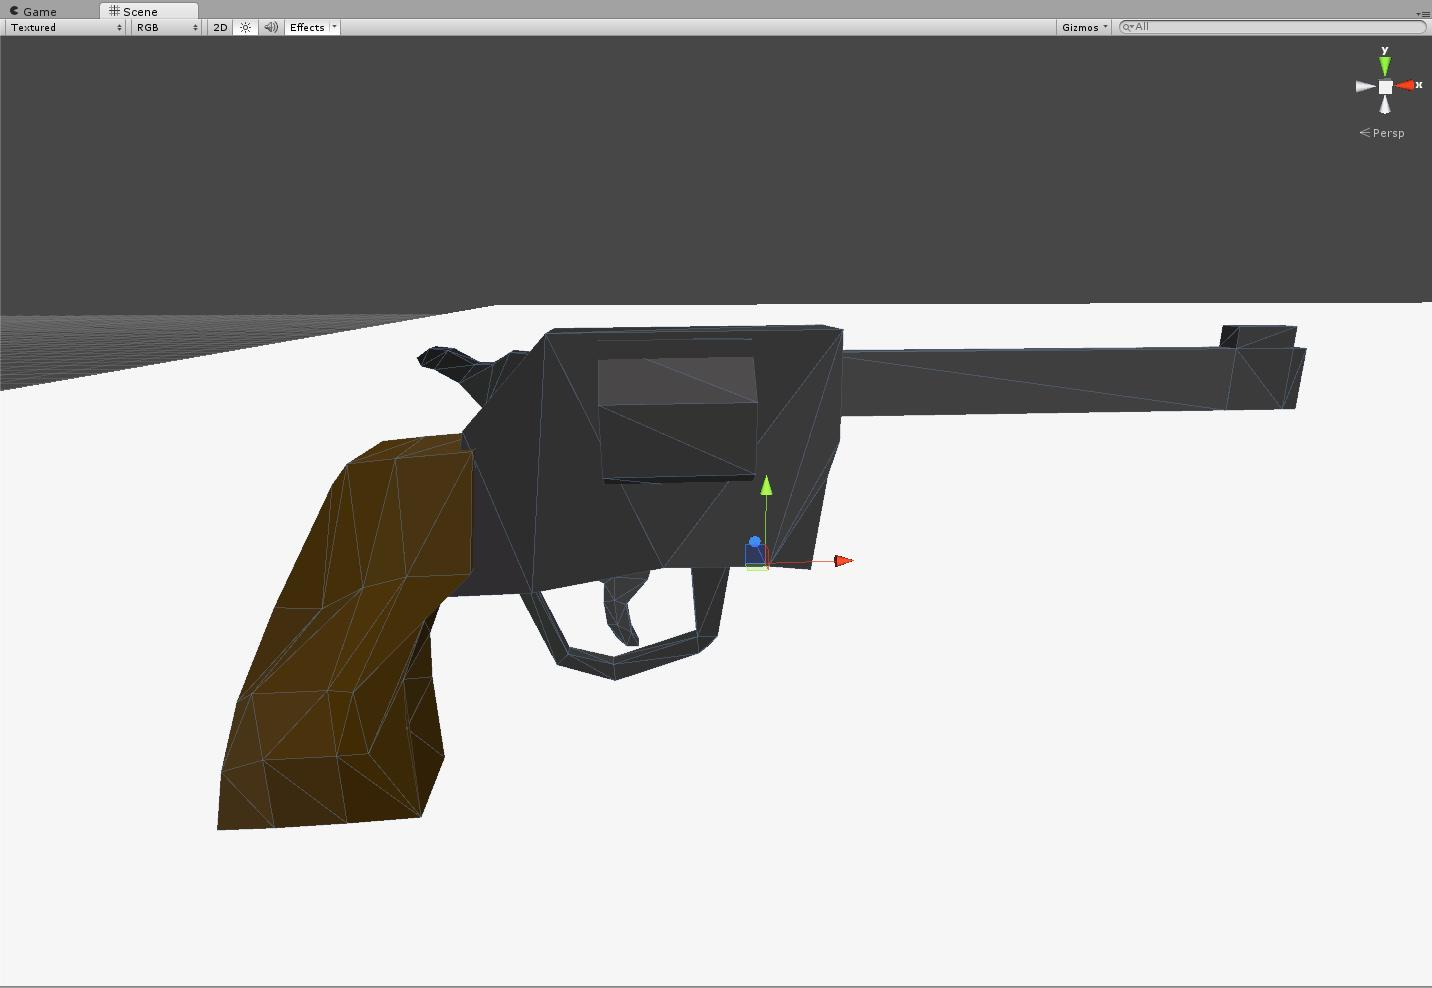 Game Scene
Textured RGB 2D Effects Gizmos All
y
x
Persp